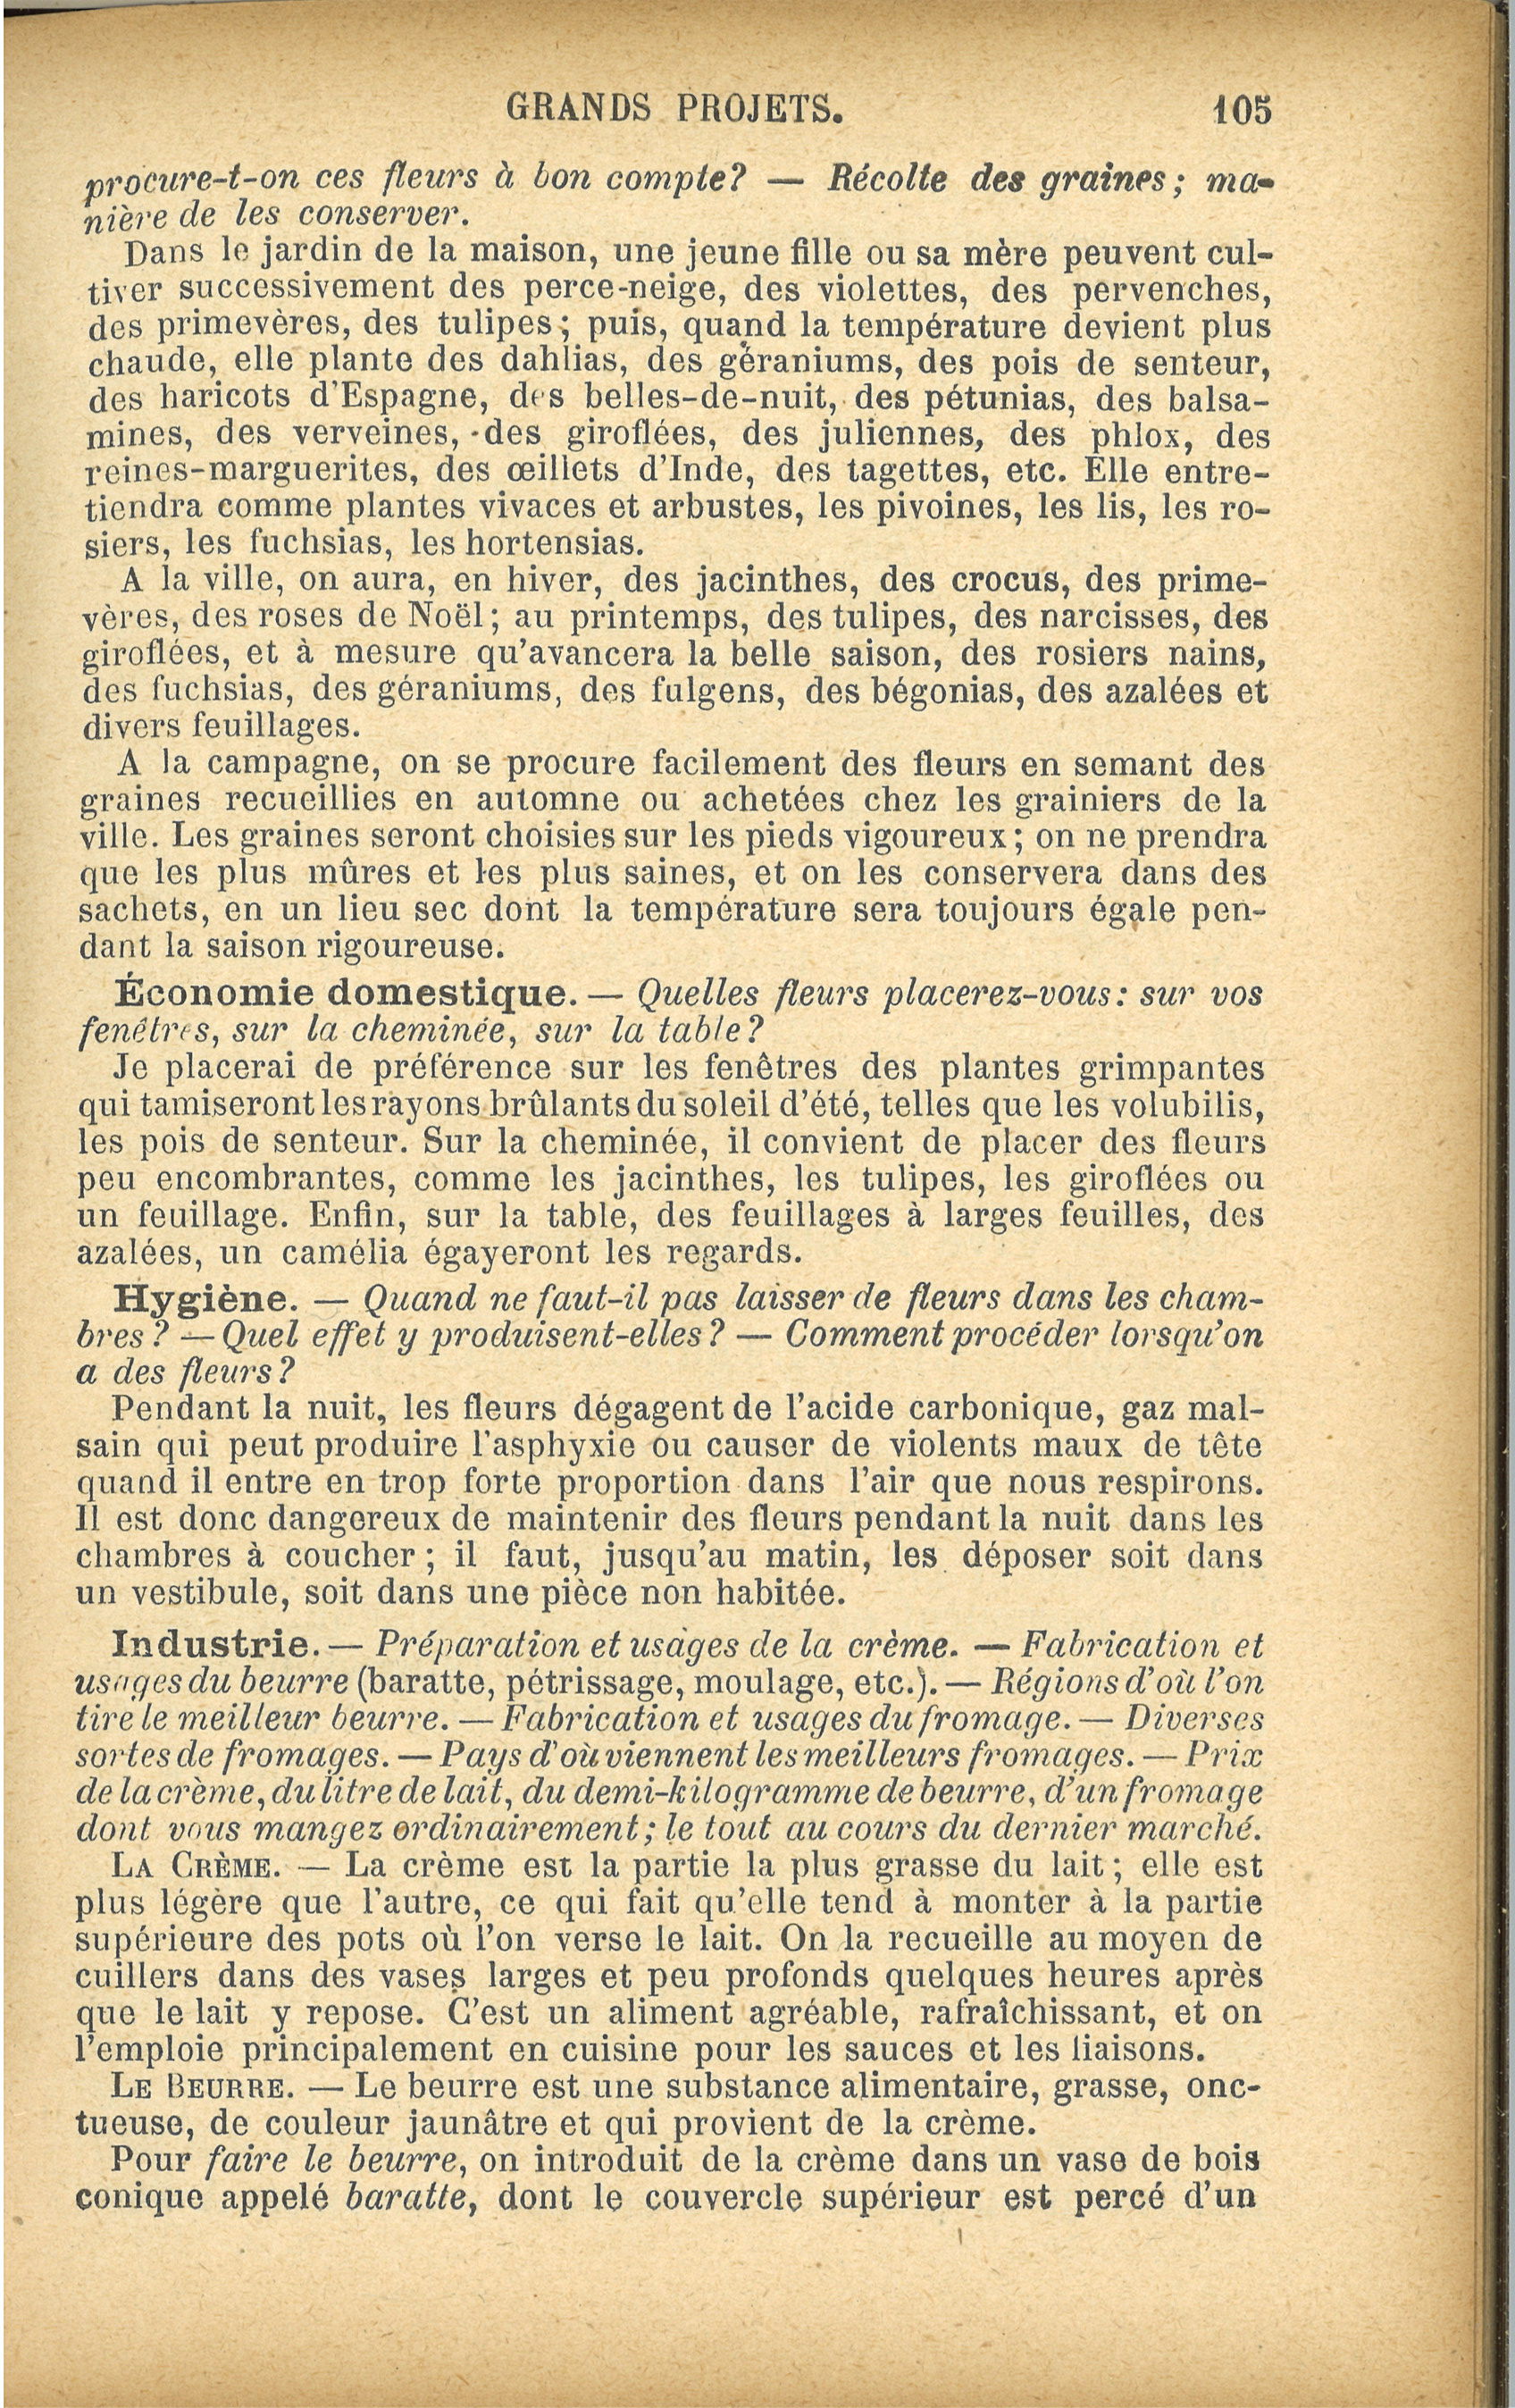 GRANDS PROJETS. 105
procure-t-on ces fleurs à bon compte? — Récolte des graines; ma-
nière de les conserver.
Dans le jardin de la maison, une jeune fille ou sa mère peuvent cul-
tiver successivement des perce-neige, des violettes, des pervenches,
des primevères, des tulipes; puis, quand la température devient plus
chaude, elle plante des dahlias, des géraniums, des pois de senteur,
des haricots d'Espagne, des belles-de-nuit, des pétunias, des balsa-
mines, des verveines, des giroflées, des juliennes, des phlox, des
reines-marguerites, des œillets d'Inde, des tagettes, etc. Elle entre-
tiendra comme plantes vivaces et arbustes, les pivoines, les lis, les ro-
siers, les fuchsias, les hortensias.
A la ville, on aura, en hiver, des jacinthes, des crocus, des prime-
vères, des roses de Noël; au printemps, des tulipes, des narcisses, des
giroflées, et à mesure qu'avancera la belle saison, des rosiers nains,
des fuchsias, des géraniums, des fulgens, des bégonias, des azalées et
divers feuillages.
A la campagne, on se procure facilement des fleurs en semant des
graines recueillies en automne ou achetées chez les grainiers de la
ville. Les graines seront choisies sur les pieds vigoureux; on ne prendra
que les plus mûres et les plus saines, et on les conservera dans des
sachets, en un lieu sec dont la température sera toujours égale pen-
dant la saison rigoureuse.
Économie domestique. — Quelles fleurs placerez-vous: sur vos
fenêtres, sur la cheminée, sur la table?
Je placerai de préférence sur les fenêtres des plantes grimpantes
qui tamiseront les rayons brûlants du soleil d'été, telles que les volubilis,
les pois de senteur. Sur la cheminée, il convient de placer des fleurs
peu encombrantes, comme les jacinthes, les tulipes, les giroflées ou
un feuillage. Enfin, sur la table, des feuillages à larges feuilles, des
azalées, un camélia égayeront les regards.
Hygiène. — Quand ne faut-il pas laisser de fleurs dans les cham-
bres? — Quel effet y produisent-elles? — Comment procéder lorsqu'on
a des fleurs?
Pendant la nuit, les fleurs dégagent de l'acide carbonique, gaz mal-
sain qui peut produire l'asphyxie ou causer de violents maux de tête
quand il entre en trop forte proportion dans l'air que nous respirons.
Il est donc dangereux de maintenir des fleurs pendant la nuit dans les
chambres à coucher; il faut, jusqu'au matin, les déposer soit dans
un vestibule, soit dans une pièce non habitée.
Industrie. — Préparation et usages de la crème. — Fabrication et
usages du beurre (baratte, pétrissage, moulage, etc.). — Régions d'où l'on
tire le meilleur beurre. — Fabrication et usages du fromage. — Diverses
sortes de fromages. — Pays d'où viennent les meilleurs fromages. — Prix
de la crème, du litre de lait, du demi-kilogramme de beurre, d'un fromage
dont vous mangez ordinairement; le tout au cours du dernier marché.
LA CRÈME. — La crème est la partie la plus grasse du lait; elle est
plus légère que l'autre, ce qui fait qu'elle tend à monter à la partie
supérieure des pots où l'on verse le lait. On la recueille au moyen de
cuillers dans des vases larges et peu profonds quelques heures après
que le lait y repose. C'est un aliment agréable, rafraîchissant, et on
l'emploie principalement en cuisine pour les sauces et les liaisons.
LE BEURRE. — Le beurre est une substance alimentaire, grasse, onc-
tueuse, de couleur jaunâtre et qui provient de la crème.
Pour faire le beurre, on introduit de la crème dans un vase de bois
conique appelé baratte, dont le couvercle supérieur est percé d'un